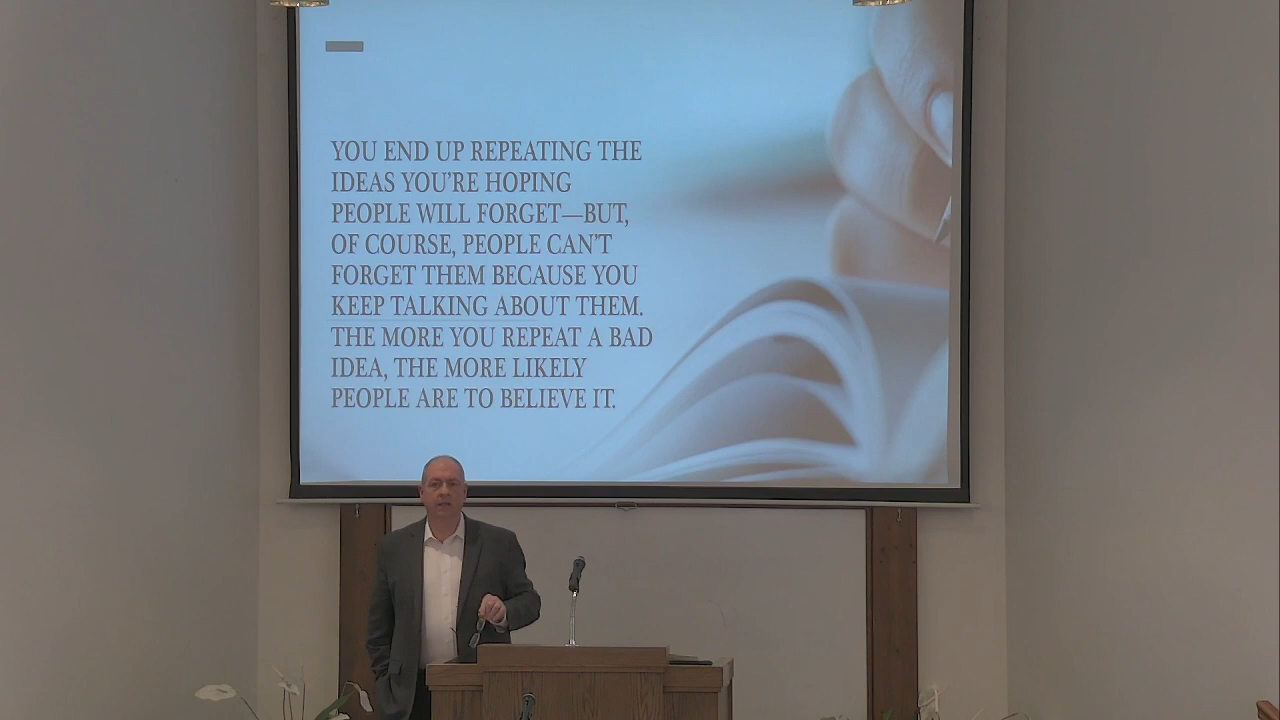 YOU END UP REPEATING THE
IDEAS YOU'RE HOPING
PEOPLE WILL FORGET—BUT,
OF COURSE, PEOPLE CAN'T
FORGET THEM BECAUSE YOU
KEEP TALKING ABOUT THEM.
THE MORE YOU REPEAT A BAD
IDEA, THE MORE LIKELY
PEOPLE ARE TO BELIEVE IT.